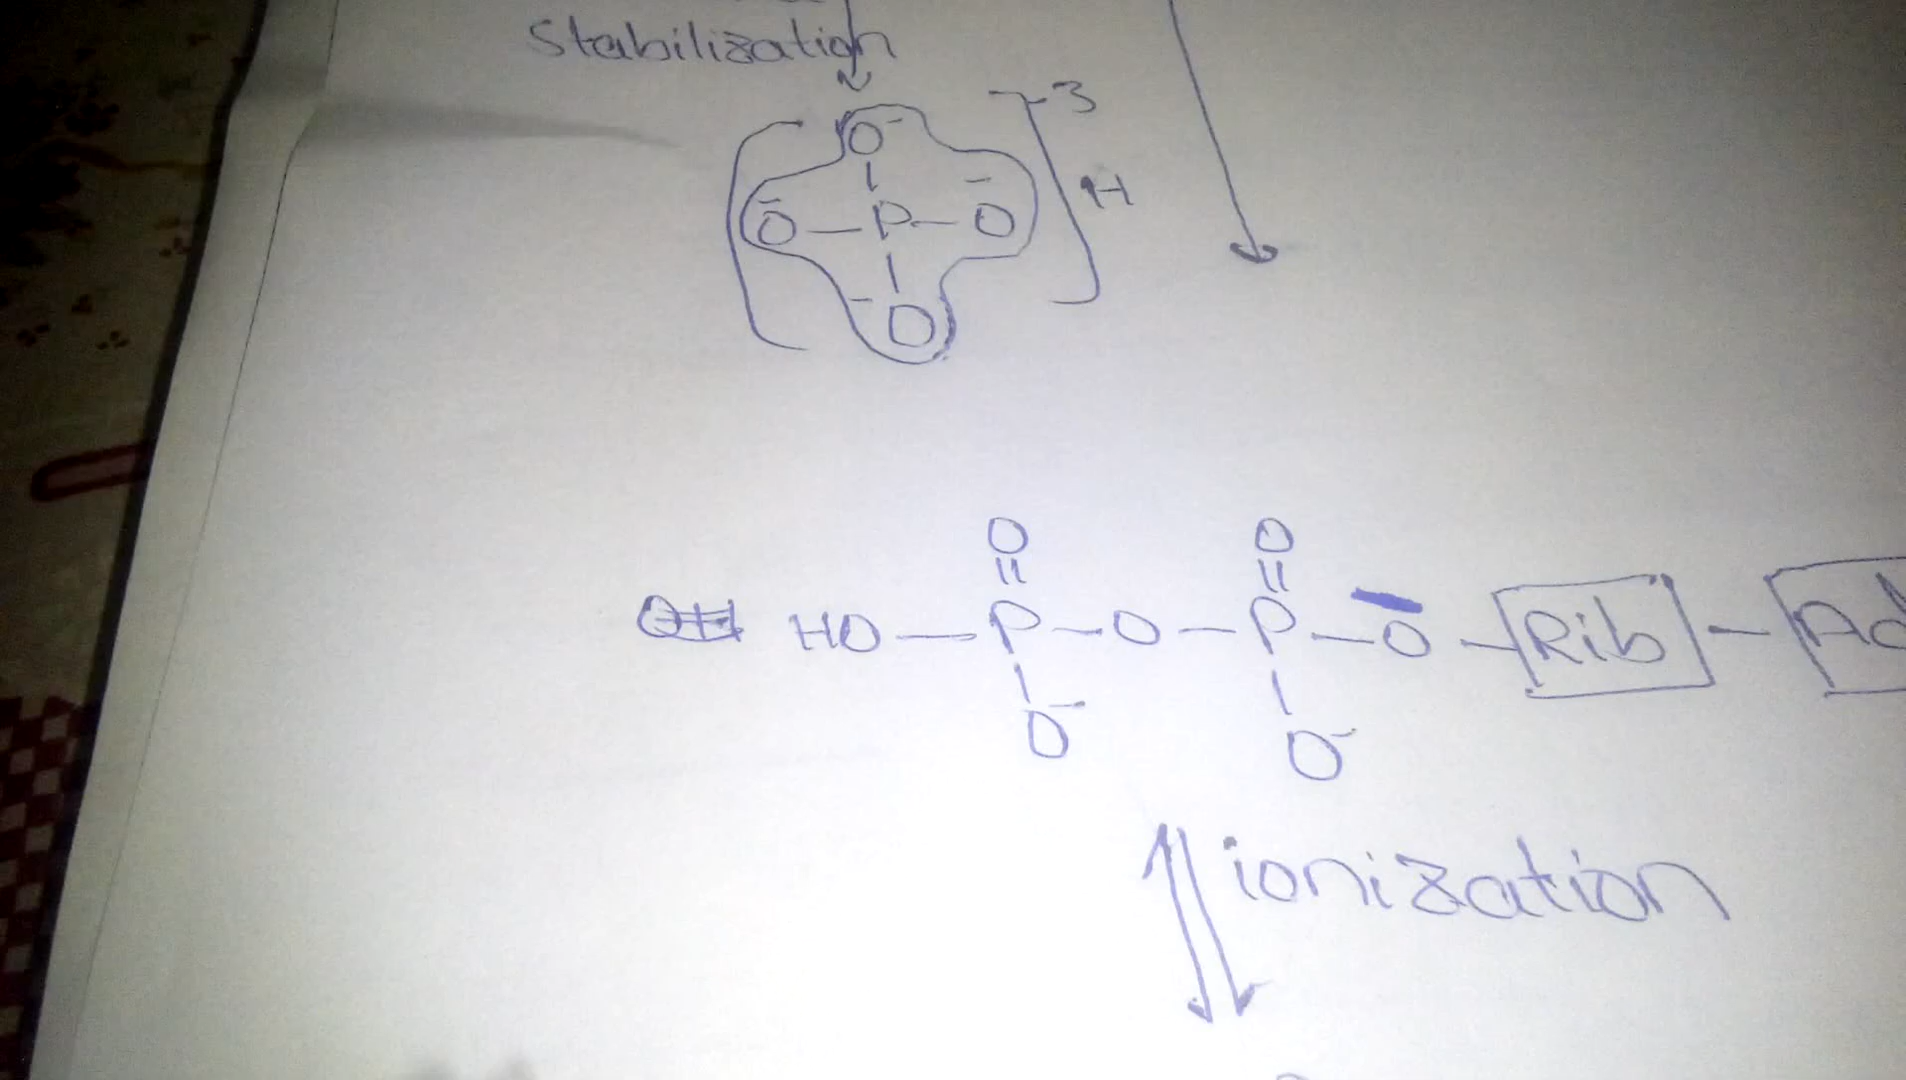 Stabilization
-3
O-
-O - P - O- H
-O
O O
HO - P - O - P - O - Rib - Ad
O- O-
ionization